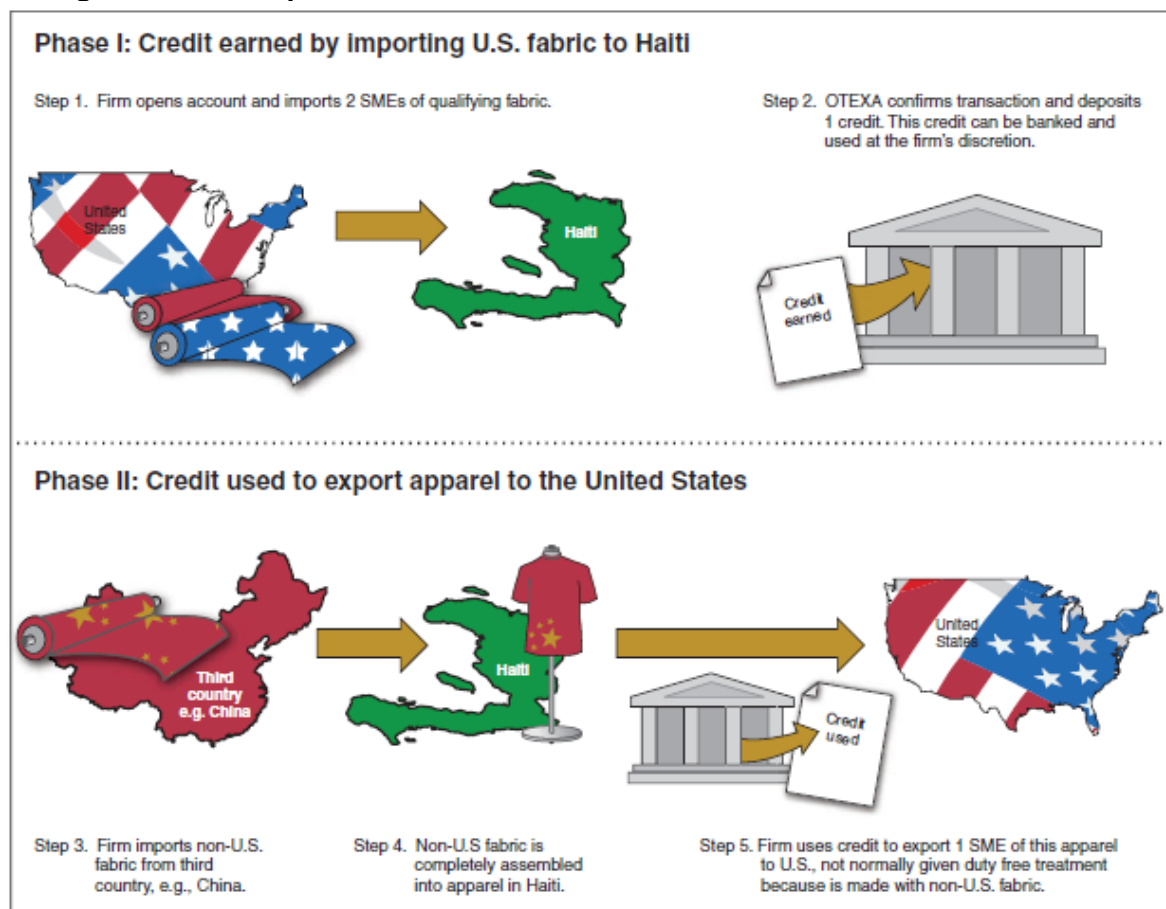 Phase I: Credit earned by importing U.S. fabric to Haiti
Step 1. Firm opens account and imports 2 SMEs of qualifying fabric.
Step 2. OTEXA confirms transaction and deposits
1 credit. This credit can be banked and
used at the firm's discretion.
United
States
Haiti
Credit
earned
Phase II: Credit used to export apparel to the United States
Third
country
e.g. China
Haiti
United
States
Credit
used
Step 3. Firm imports non-U.S.
fabric from third
country, e.g., China.
Step 4. Non-U.S fabric is
completely assembled
into apparel in Haiti.
Step 5. Firm uses credit to export 1 SME of this apparel
to U.S., not normally given duty free treatment
because is made with non-U.S. fabric.